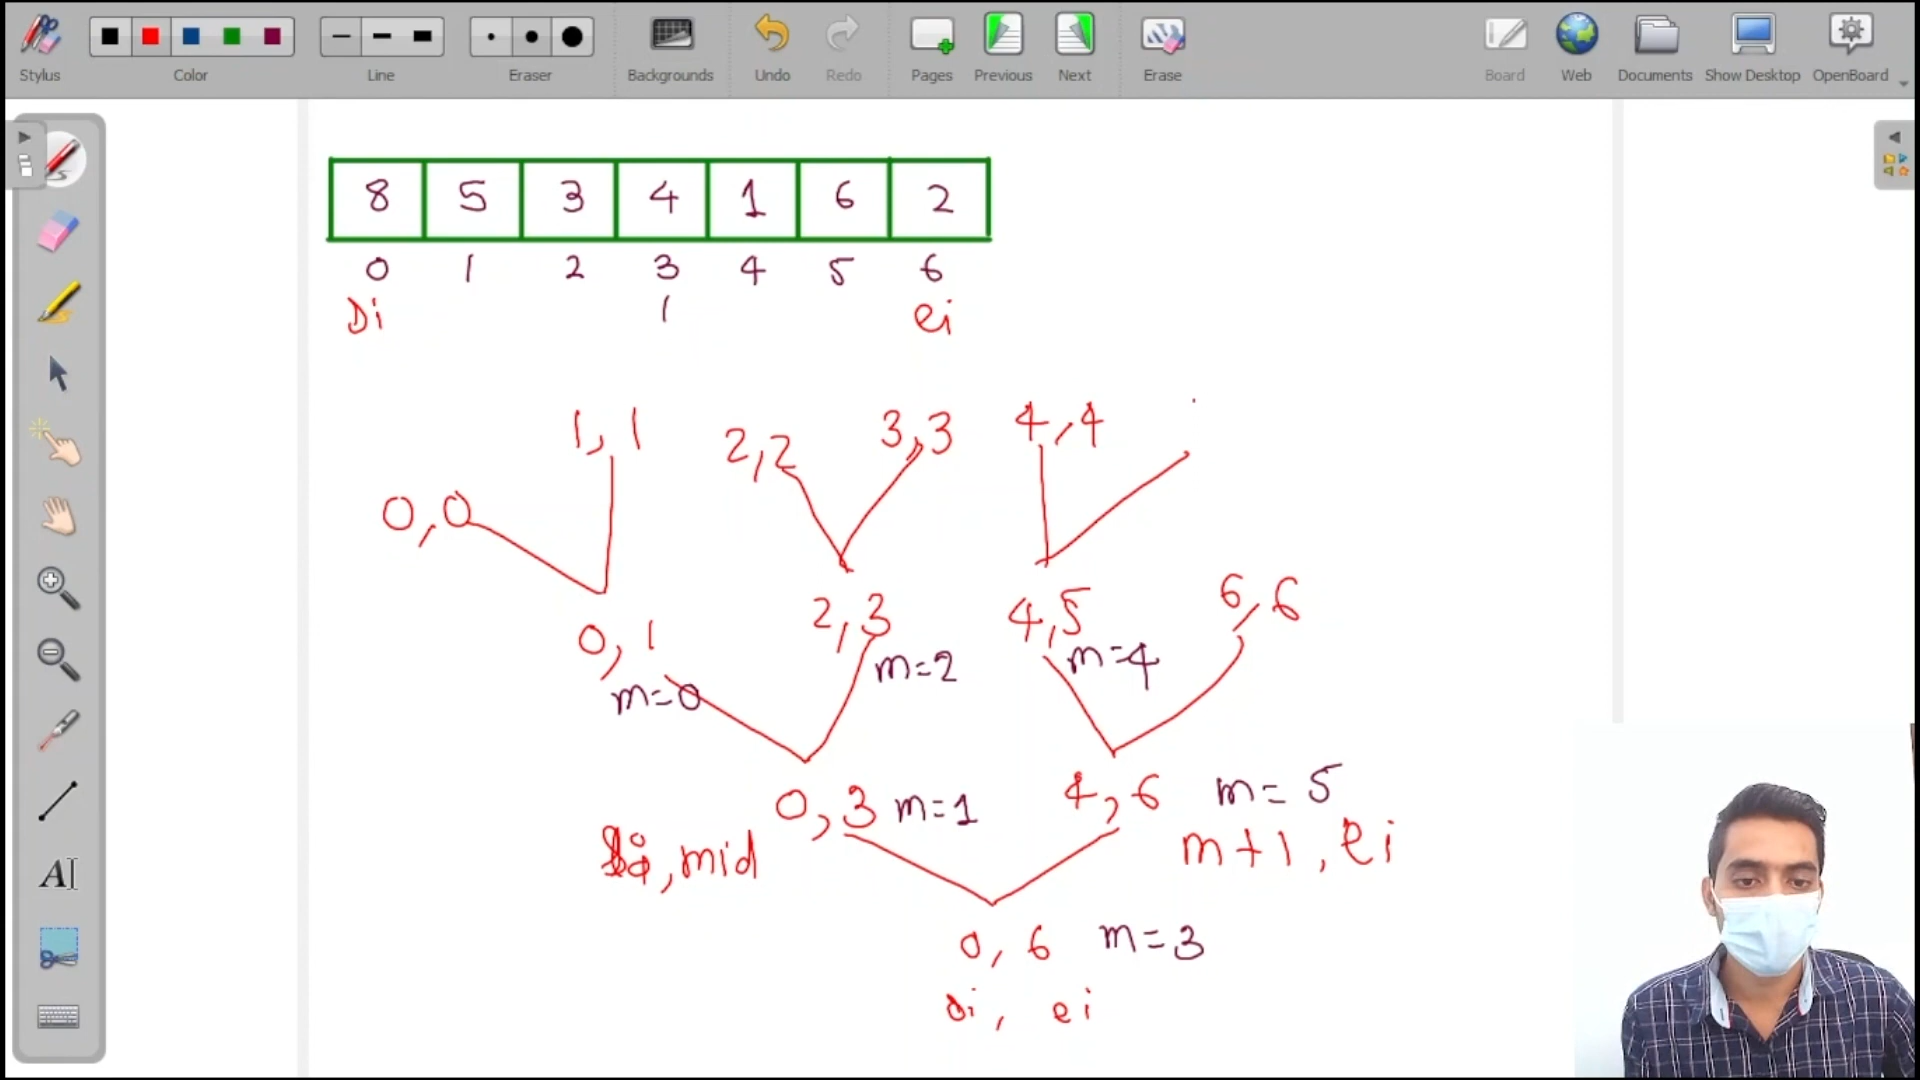 Stylus Color Line Eraser Backgrounds Undo Redo Pages Previous Next Erase Board Web Documents Show Desktop OpenBoard
8 5 3 4 1 6 2
0 1 2 3 4 5 6
si 1 ei
1,1 2,2 3,3 4,4
0,0
0,1 2,3 4,5 6,6
m=0 m=2 m=4
0,3 m=1 4,6 m=5
mid m+1, ei
0,6 m=3
si, ei
AI